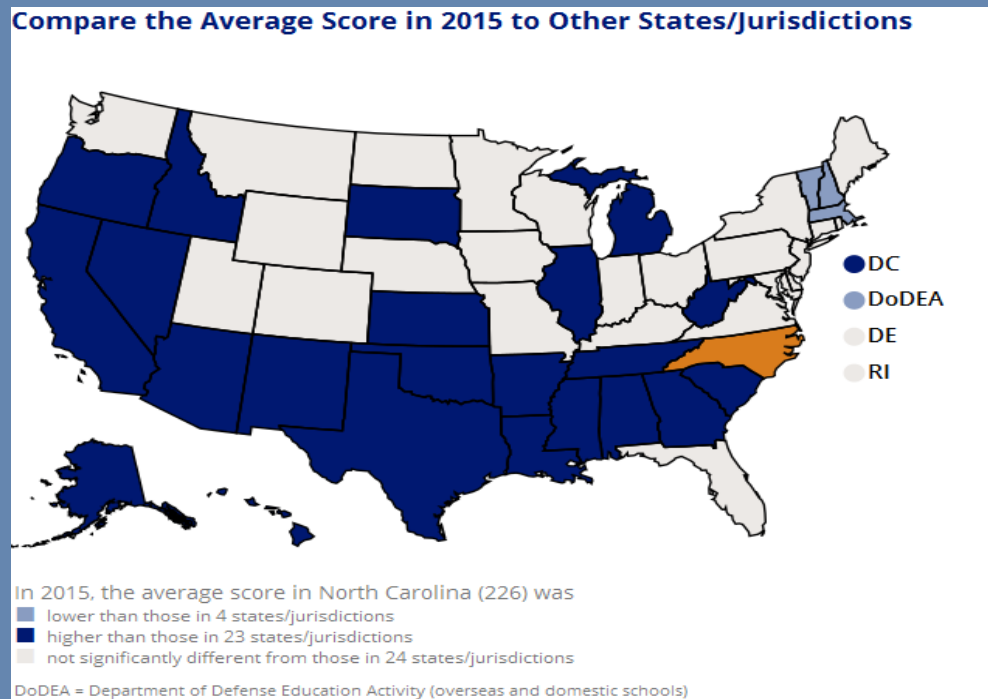 Compare the Average Score in 2015 to Other States/Jurisdictions
DC
DoDEA
DE
RI
In 2015, the average score in North Carolina (226) was
lower than those in 4 states/jurisdictions
higher than those in 23 states/jurisdictions
not significantly different from those in 24 states/jurisdictions
DoDEA = Department of Defense Education Activity (overseas and domestic schools)